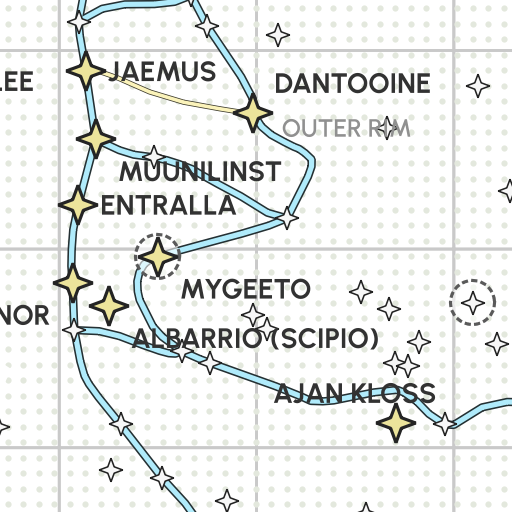 JAEMUS
LEE
DANTOOINE
OUTER RIM
MUUNILINST
ENTRALLA
MYGEETO
NOR
ALBARRIO (SCIPIO)
AJAN KLOSS